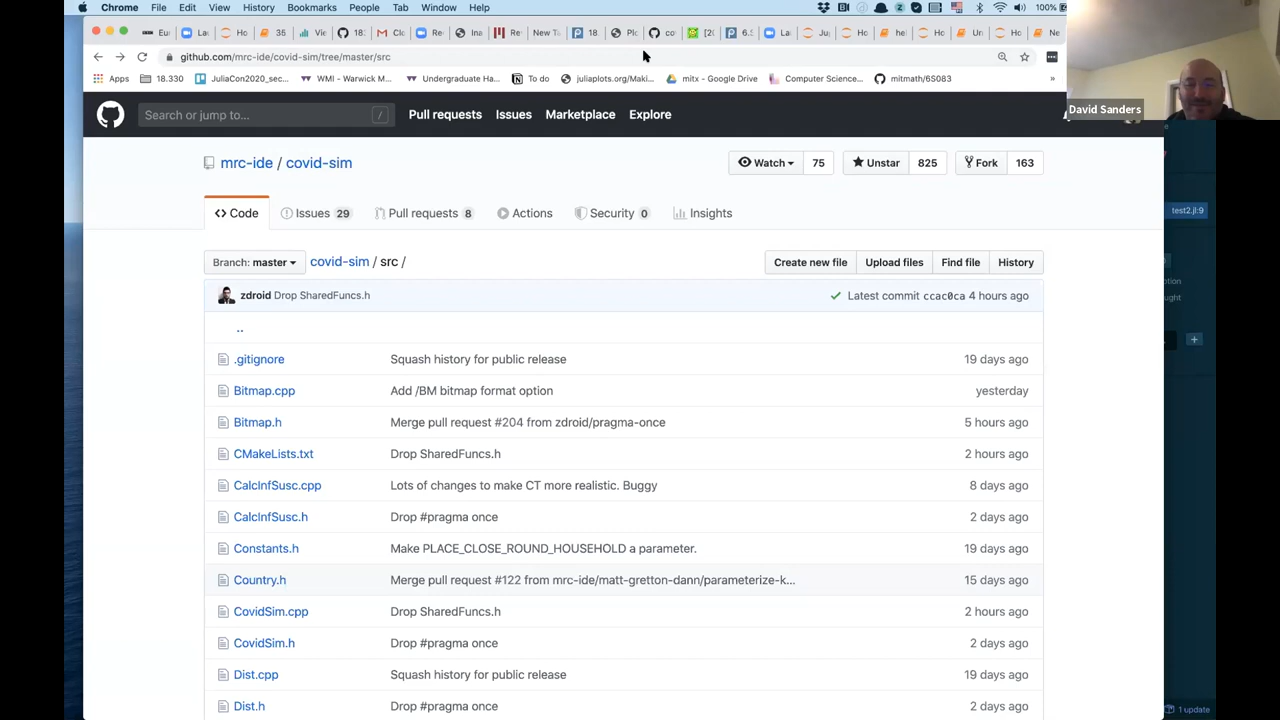 Chrome File Edit View History Bookmarks People Tab Window Help 100%
github.com/mrc-ide/covid-sim/tree/master/src
Apps 18.330 JuliaCon2020_sec... WMI - Warwick M... Undergraduate Ha... To do juliaplots.org/Maki... mitx - Google Drive Computer Science... mitmath/6S083 »
David Sanders
Search or jump to... / Pull requests Issues Marketplace Explore
mrc-ide / covid-sim Watch 75 Unstar 825 Fork 163
test2.jl:9
Code Issues 29 Pull requests 8 Actions Security 0 Insights
Branch: master covid-sim / src / Create new file Upload files Find file History
zdroid Drop SharedFuncs.h Latest commit ccac0ca 4 hours ago
..
.gitignore Squash history for public release 19 days ago
Bitmap.cpp Add /BM bitmap format option yesterday
Bitmap.h Merge pull request #204 from zdroid/pragma-once 5 hours ago
CMakeLists.txt Drop SharedFuncs.h 2 hours ago
CalcInfSusc.cpp Lots of changes to make CT more realistic. Buggy 8 days ago
CalcInfSusc.h Drop #pragma once 2 days ago
Constants.h Make PLACE_CLOSE_ROUND_HOUSEHOLD a parameter. 19 days ago
Country.h Merge pull request #122 from mrc-ide/matt-gretton-dann/parameterize-k... 15 days ago
CovidSim.cpp Drop SharedFuncs.h 2 hours ago
CovidSim.h Drop #pragma once 2 days ago
Dist.cpp Squash history for public release 19 days ago
Dist.h Drop #pragma once 2 days ago
1 update